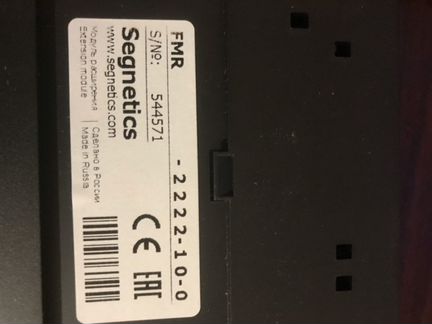 FMR -2222-10-0
S/Nº: 544571
Segnetics
www.segnetics.com
Модуль расширения
Extension module
Сделано в России
Made in Russia
CE EAC